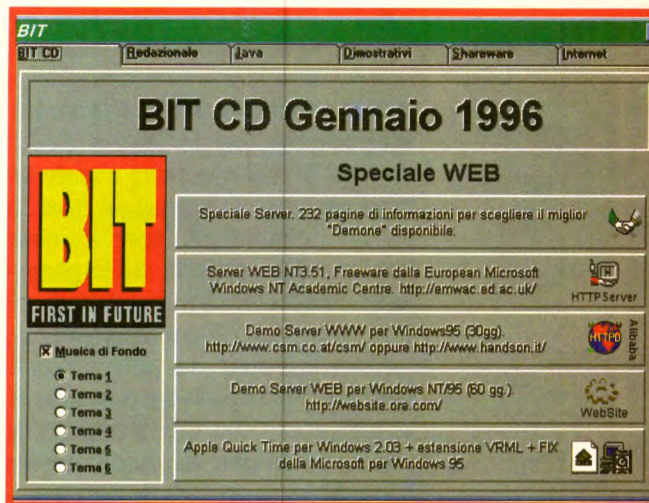 BIT
BIT CD
Redazionale
Java
Dimostrativi
Shareware
Internet
BIT CD Gennaio 1996
BIT
FIRST IN FUTURE
Musica di Fondo
Tema 1
Tema 2
Tema 3
Tema 4
Tema 5
Tema 6
Speciale WEB
Speciale Server. 232 pagine di informazioni per scegliere il miglior
"Demone" disponibile.
Server WEB NT3.51, Freeware dalla European Microsoft
Windows NT Academic Centre. http://emwac.ed.ac.uk/
HTTP Server
Demo Server WWW per Windows95 (30gg).
http://www.csm.co.at/csm/ oppure http://www.handson.it/
HTTPD
Alibaba
Demo Server WEB per Windows NT/95 (60 gg.).
http://website.ora.com/
WebSite
Apple Quick Time per Windows 2.03 + estensione VRML + FIX
della Microsoft per Windows 95